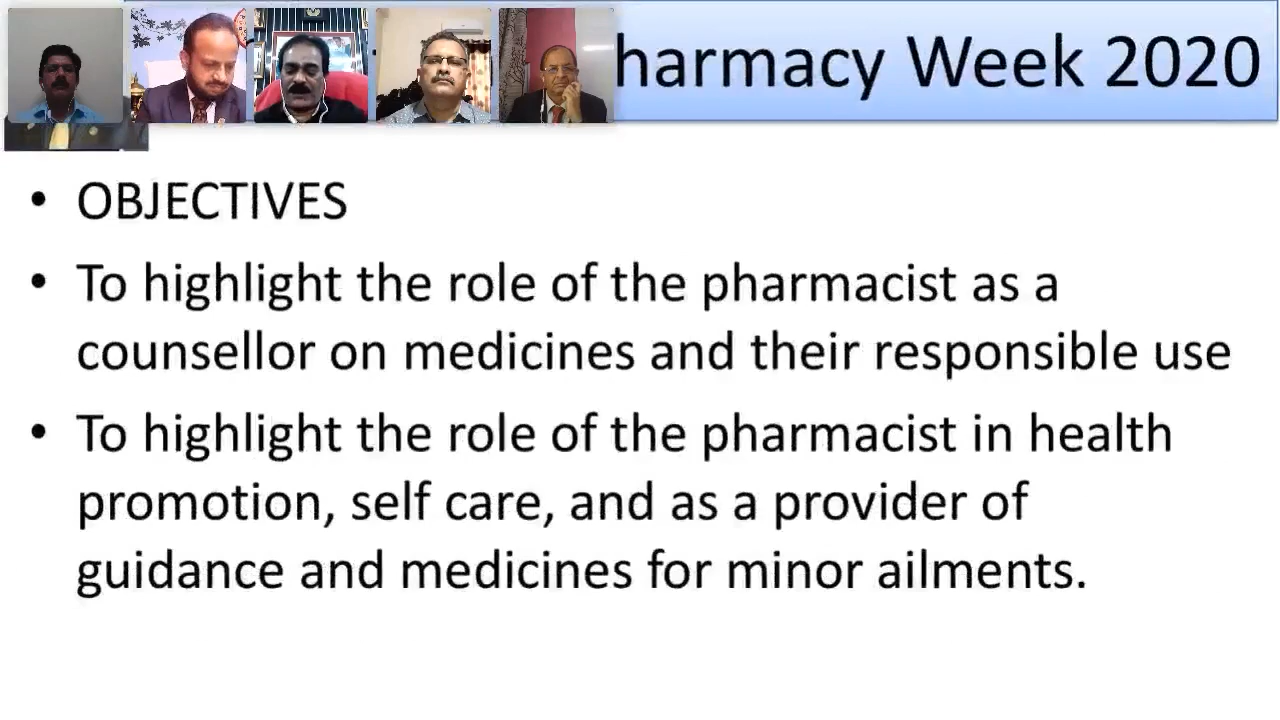 harmacy Week 2020
• OBJECTIVES
• To highlight the role of the pharmacist as a
counsellor on medicines and their responsible use
• To highlight the role of the pharmacist in health
promotion, self care, and as a provider of
guidance and medicines for minor ailments.